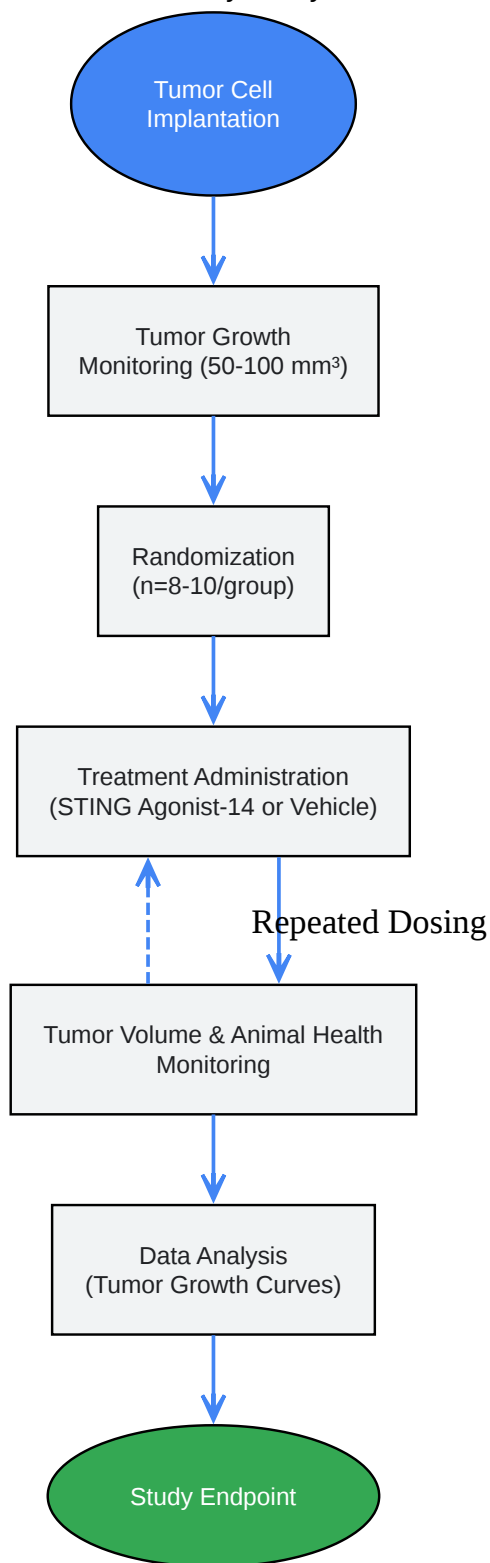 Tumor Cell
Implantation
Tumor Growth
Monitoring (50-100 mm³)
Randomization
(n=8-10/group)
Treatment Administration
(STING Agonist-14 or Vehicle)
Repeated Dosing
Tumor Volume & Animal Health
Monitoring
Data Analysis
(Tumor Growth Curves)
Study Endpoint